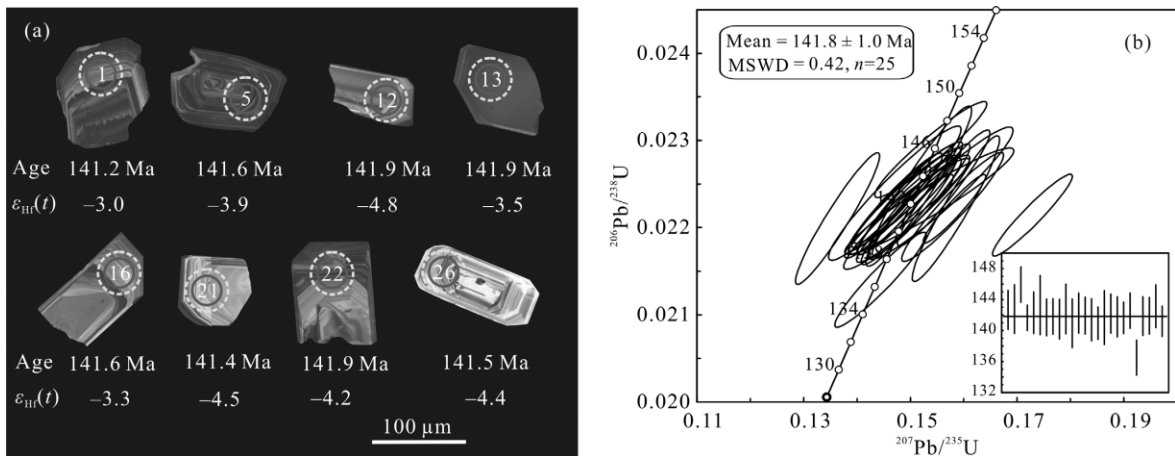 (a)
1
5
12
13
Age 141.2 Ma 141.6 Ma 141.9 Ma 141.9 Ma
εHf(t) −3.0 −3.9 −4.8 −3.5
16
21
22
26
Age 141.6 Ma 141.4 Ma 141.9 Ma 141.5 Ma
εHf(t) −3.3 −4.5 −4.2 −4.4
100 μm
(b)
Mean = 141.8 ± 1.0 Ma
MSWD = 0.42, n=25
154
150
146
134
130
0.024
0.023
0.022
0.021
0.020
206Pb/238U
0.11 0.13 0.15 0.17 0.19
207Pb/235U
148
144
140
136
132